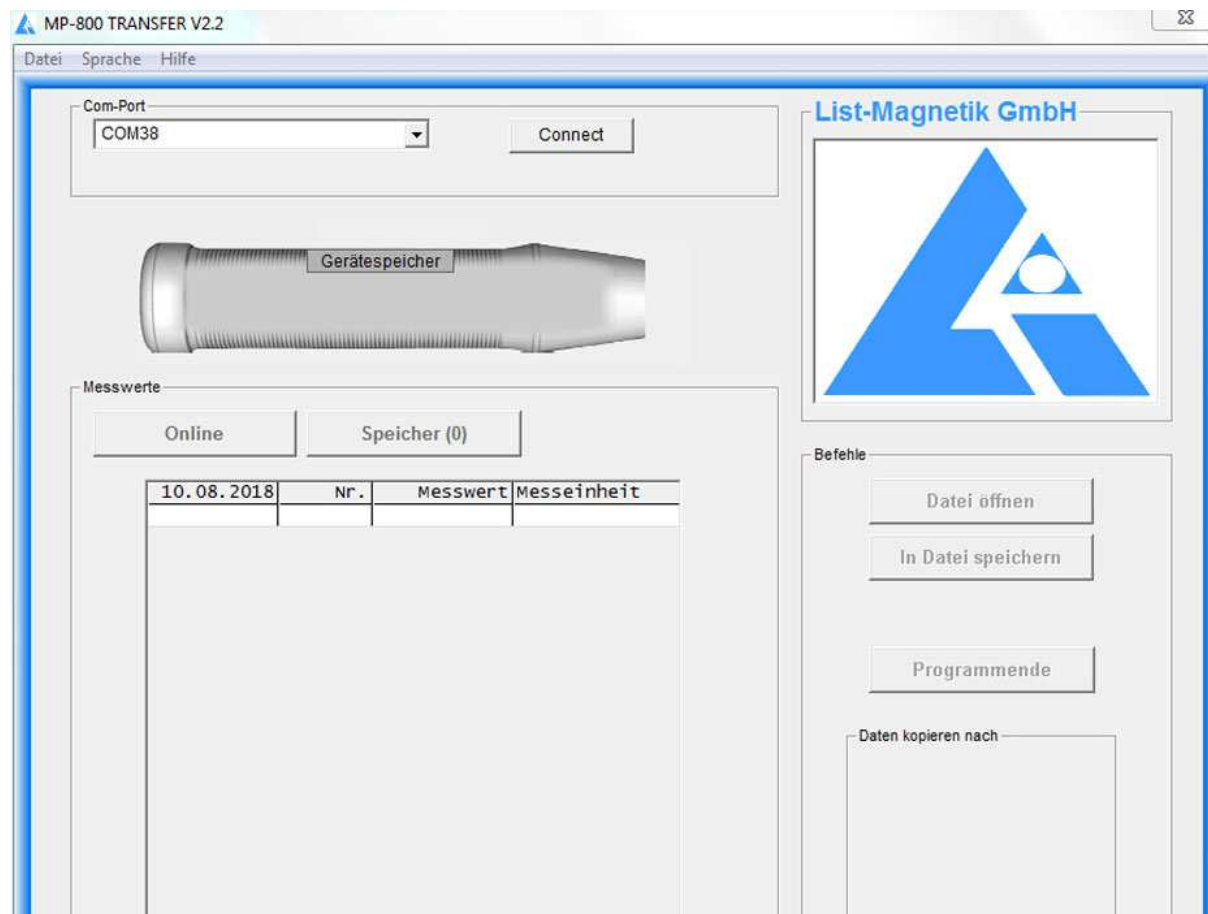 MP-800 TRANSFER V2.2
Datei Sprache Hilfe
Com-Port
COM38
Connect
List-Magnetik GmbH
Gerätespeicher
Messwerte
Online
Speicher (0)
10.08.2018 Nr. Messwert Messeinheit
Befehle
Datei öffnen
In Datei speichern
Programmende
Daten kopieren nach